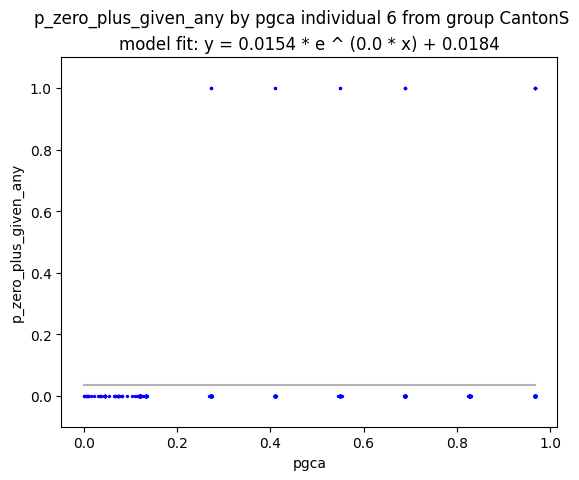 p_zero_plus_given_any by pgca individual 6 from group CantonS
model fit: y = 0.0154 * e ^ (0.0 * x) + 0.0184
1.0
0.8
0.6
0.4
0.2
0.0
p_zero_plus_given_any
0.0 0.2 0.4 0.6 0.8 1.0
pgca